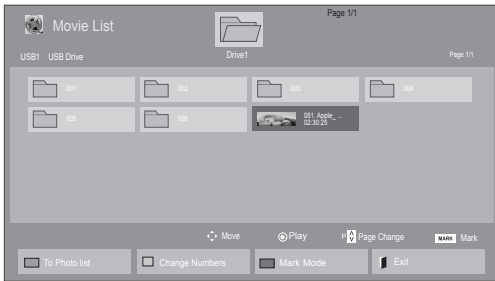 Page 1/1
Movie List
Drive1
USB1 USB Drive
Page 1/1
001 002 003 004
005 006 051. Apple_ ...
02:30:25
Move Play P Page Change MARK Mark
To Photo list Change Numbers Mark Mode Exit